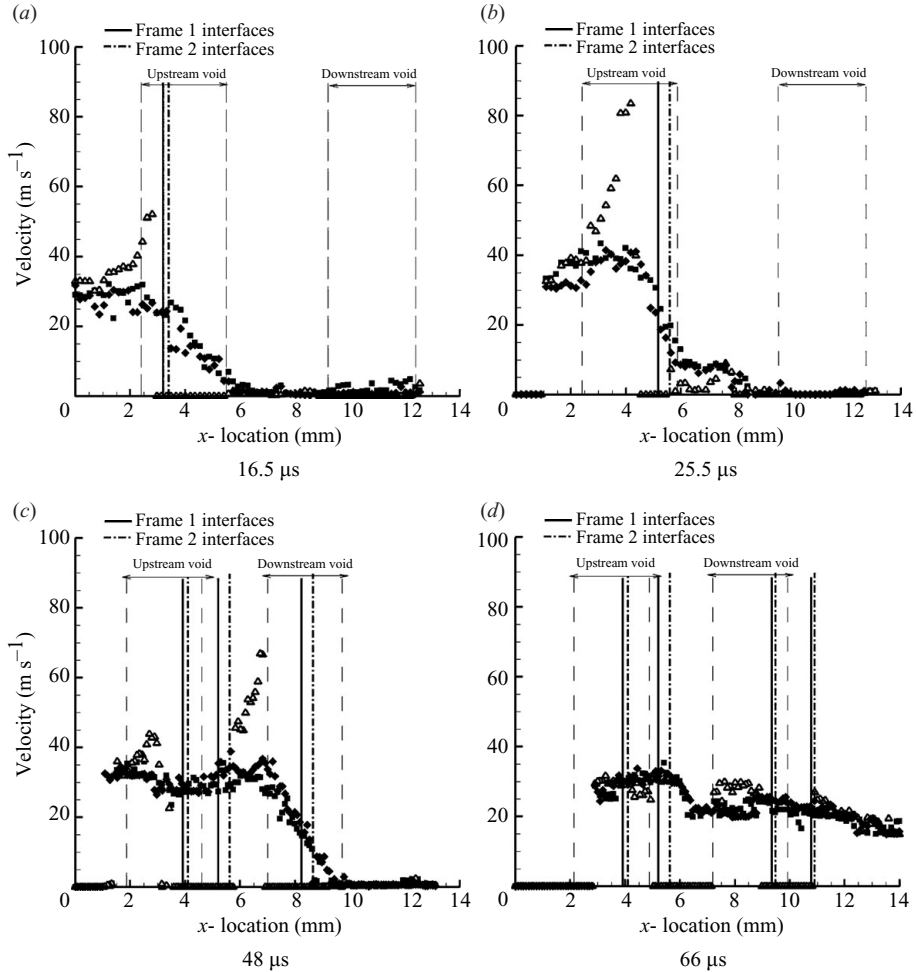 (a)
Frame 1 interfaces
Frame 2 interfaces
100
Upstream void
Downstream void
80
60
40
20
0
Velocity (m s⁻¹)
0 2 4 6 8 10 12 14
x- location (mm)
16.5 μs
(b)
Frame 1 interfaces
Frame 2 interfaces
100
Upstream void
Downstream void
80
60
40
20
0
2 4 6 8 10 12 14
x- location (mm)
25.5 μs
(c)
Frame 1 interfaces
Frame 2 interfaces
100
Upstream void
Downstream void
80
60
40
20
0
Velocity (m s⁻¹)
0 2 4 6 8 10 12 14
x- location (mm)
48 μs
(d)
Frame 1 interfaces
Frame 2 interfaces
100
Upstream void
Downstream void
80
60
40
20
0
2 4 6 8 10 12 14
x- location (mm)
66 μs